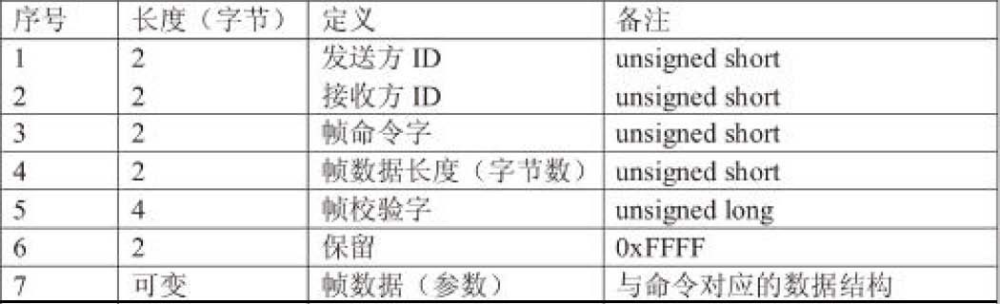 序号 长度（字节） 定义 备注
1 2 发送方 ID unsigned short
2 2 接收方 ID unsigned short
3 2 帧命令字 unsigned short
4 2 帧数据长度（字节数） unsigned short
5 4 帧校验字 unsigned long
6 2 保留 0xFFFF
7 可变 帧数据（参数） 与命令对应的数据结构